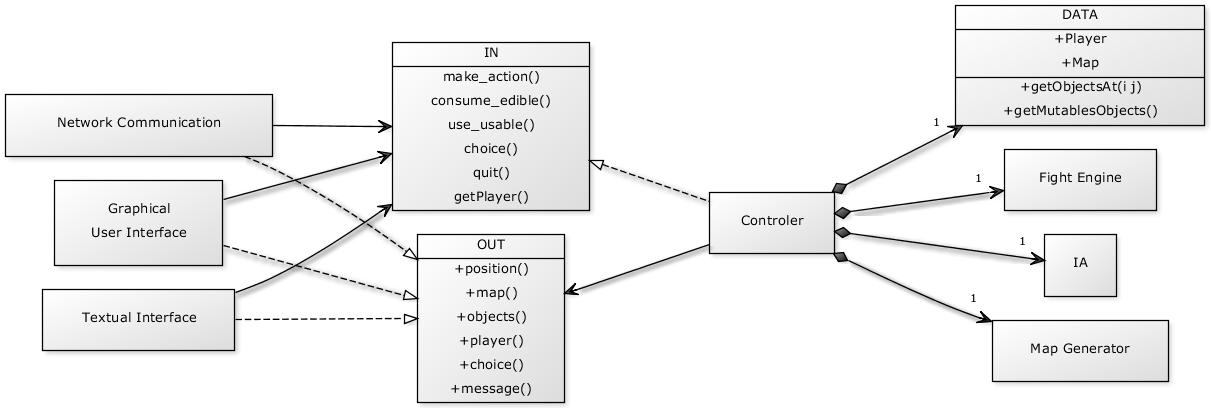 Network Communication
Graphical
User Interface
Textual Interface
IN
make_action()
consume_edible()
use_usable()
choice()
quit()
getPlayer()
OUT
+position()
+map()
+objects()
+player()
+choice()
+message()
Controler
1
1
1
1
DATA
+Player
+Map
+getObjectsAt(i j)
+getMutablesObjects()
Fight Engine
IA
Map Generator